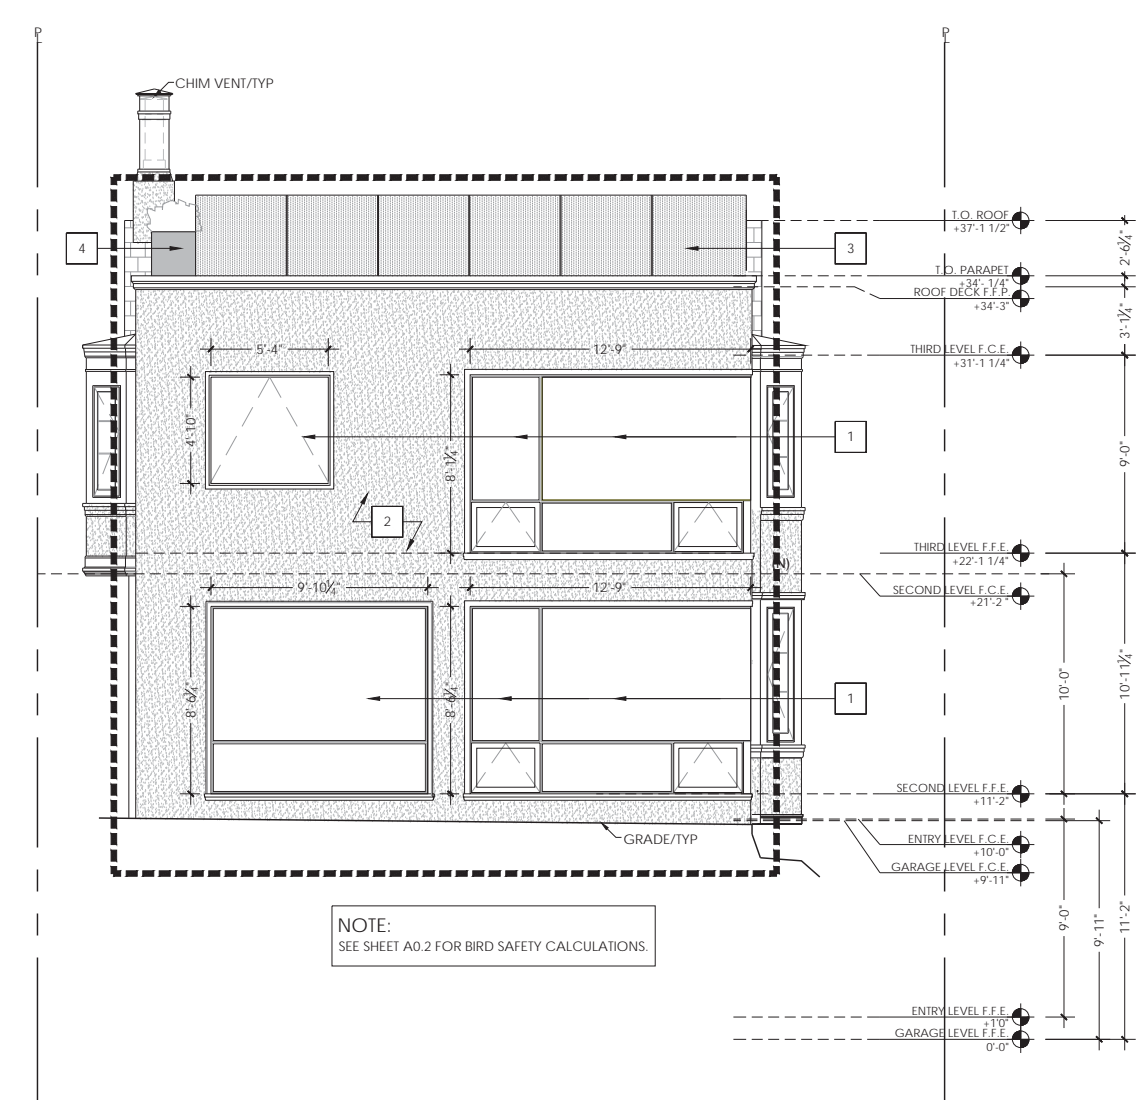 P
P
CHIM VENT/TYP
T.O. ROOF
+37'-1 1/2"
4
3
2'-6¼"
T.O. PARAPET
+34'- 1/4"
ROOF DECK F.F.P.
+34'-3"
3'-1¼"
5'-4"
12'-9"
THIRD LEVEL F.C.E.
+31'-1 1/4"
4'-10"
8'-1¼"
1
9'-0"
2
THIRD LEVEL F.F.E.
+22'-1 1/4"
9'-10¼"
12'-9"
SECOND LEVEL F.C.E.
+21'-2 "
8'-6¼"
8'-6¼"
1
10'-0"
10'-11¼"
SECOND LEVEL F.F.E.
+11'-2"
GRADE/TYP
ENTRY LEVEL F.C.E.
+10'-0"
GARAGE LEVEL F.C.E.
+9'-11"
NOTE:
SEE SHEET A0.2 FOR BIRD SAFETY CALCULATIONS.
9'-0"
9'-11"
11'-2"
ENTRY LEVEL F.F.E.
+1'0"
GARAGE LEVEL F.F.E.
0'-0"